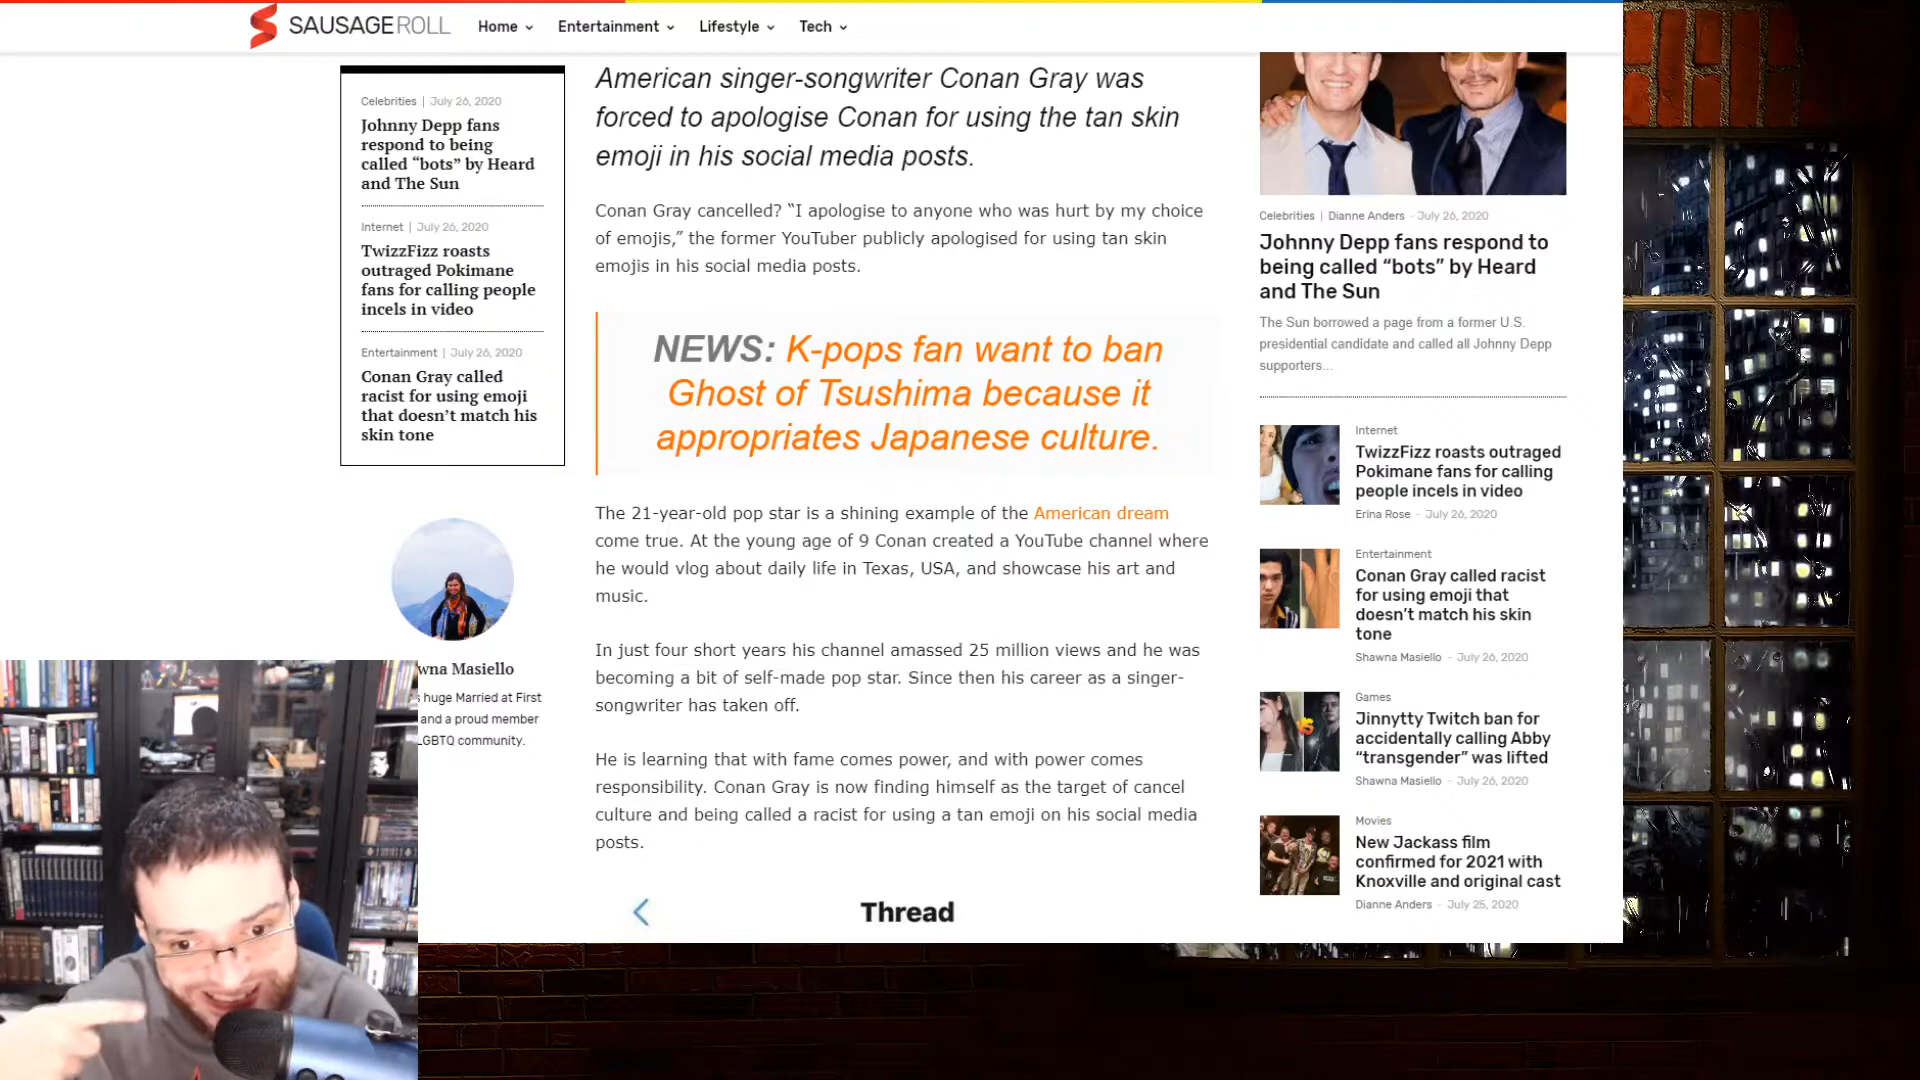 SAUSAGEROLL
Home
Entertainment
Lifestyle
Tech
Celebrities | July 26, 2020
Johnny Depp fans
respond to being
called “bots” by Heard
and The Sun
Internet | July 26, 2020
TwizzFizz roasts
outraged Pokimane
fans for calling people
incels in video
Entertainment | July 26, 2020
Conan Gray called
racist for using emoji
that doesn’t match his
skin tone
wna Masiello
huge Married at First
and a proud member
LGBTQ community.
American singer-songwriter Conan Gray was
forced to apologise Conan for using the tan skin
emoji in his social media posts.
Conan Gray cancelled? “I apologise to anyone who was hurt by my choice
of emojis,” the former YouTuber publicly apologised for using tan skin
emojis in his social media posts.
NEWS: K-pops fan want to ban
Ghost of Tsushima because it
appropriates Japanese culture.
The 21-year-old pop star is a shining example of the American dream
come true. At the young age of 9 Conan created a YouTube channel where
he would vlog about daily life in Texas, USA, and showcase his art and
music.
In just four short years his channel amassed 25 million views and he was
becoming a bit of self-made pop star. Since then his career as a singer-
songwriter has taken off.
He is learning that with fame comes power, and with power comes
responsibility. Conan Gray is now finding himself as the target of cancel
culture and being called a racist for using a tan emoji on his social media
posts.
Thread
Celebrities | Dianne Anders - July 26, 2020
Johnny Depp fans respond to
being called “bots” by Heard
and The Sun
The Sun borrowed a page from a former U.S.
presidential candidate and called all Johnny Depp
supporters...
Internet
TwizzFizz roasts outraged
Pokimane fans for calling
people incels in video
Erina Rose - July 26, 2020
Entertainment
Conan Gray called racist
for using emoji that
doesn’t match his skin
tone
Shawna Masiello - July 26, 2020
Games
Jinnytty Twitch ban for
accidentally calling Abby
“transgender” was lifted
Shawna Masiello - July 26, 2020
Movies
New Jackass film
confirmed for 2021 with
Knoxville and original cast
Dianne Anders - July 25, 2020